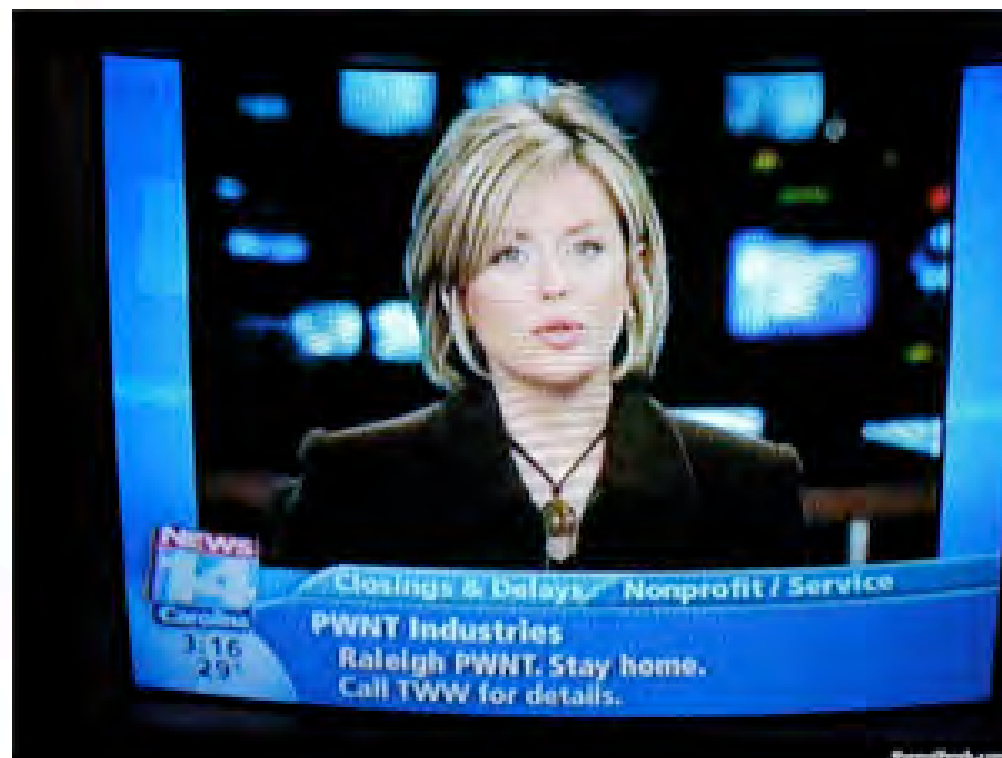 NEWS
14
Carolina
3:16
29°
Closings & Delays Nonprofit / Service
PWNT Industries
Raleigh PWNT. Stay home.
Call TWW for details.